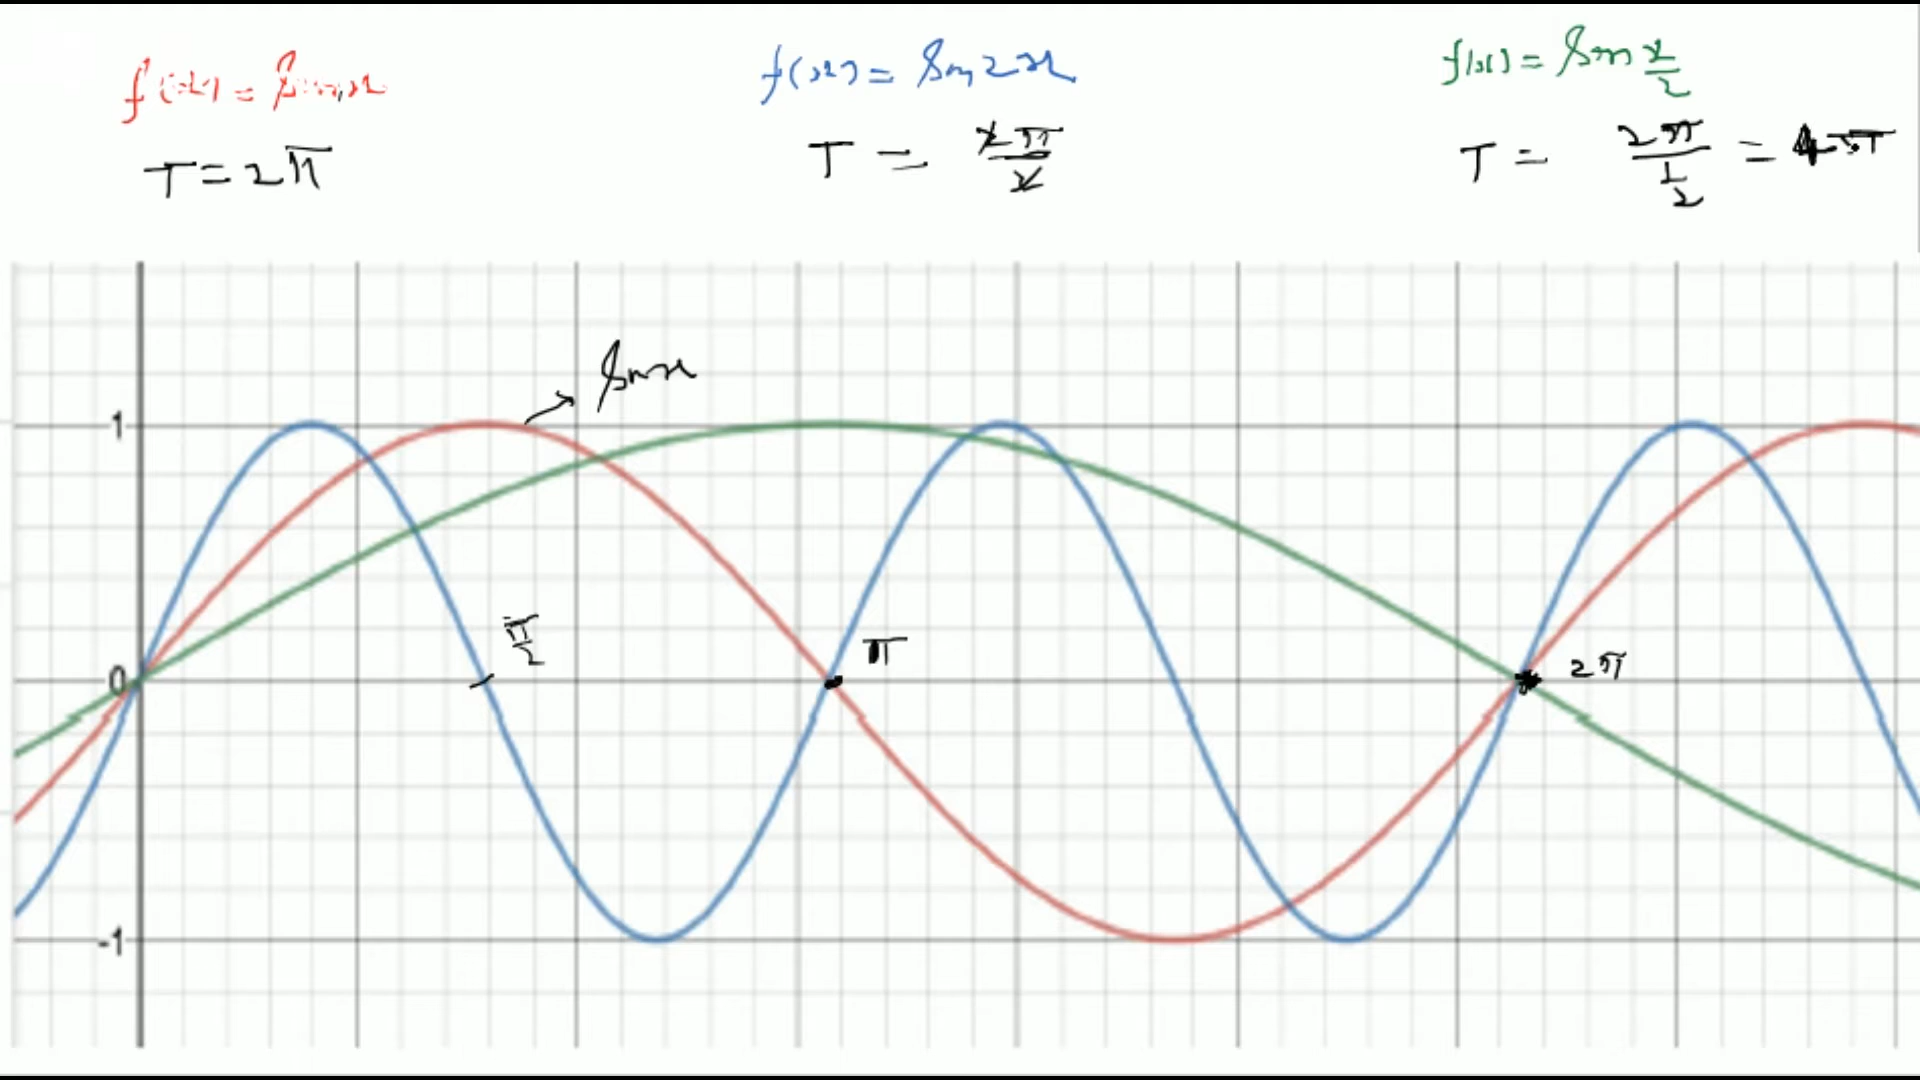 f(x) = Sin x
f(x) = Sin 2x
f(x) = Sin x/2
T = 2π
T = 2π/2
T = 2π/(1/2) = 4π
Sin x
1
π/2
π
2π
0
-1